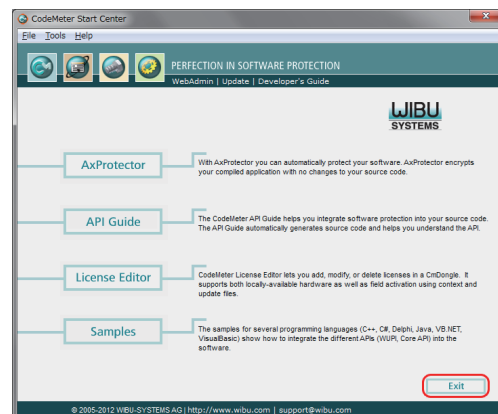 CodeMeter Start Center
File Tools Help
PERFECTION IN SOFTWARE PROTECTION
WebAdmin | Update | Developer's Guide
WIBU
SYSTEMS
AxProtector
With AxProtector you can automatically protect your software. AxProtector encrypts
your compiled application with no changes to your source code.
API Guide
The CodeMeter API Guide helps you integrate software protection into your source code.
The API Guide automatically generates source code and helps you understand the API.
License Editor
CodeMeter License Editor lets you add, modify, or delete licenses in a CmDongle. It
supports both locally-available hardware as well as field activation using context and
update files.
Samples
The samples for several programming languages (C++, C#, Delphi, Java, VB.NET,
VisualBasic) show how to integrate the different APIs (WUPI, Core API) into the
software.
Exit
© 2005-2012 WIBU-SYSTEMS AG | http://www.wibu.com | support@wibu.com